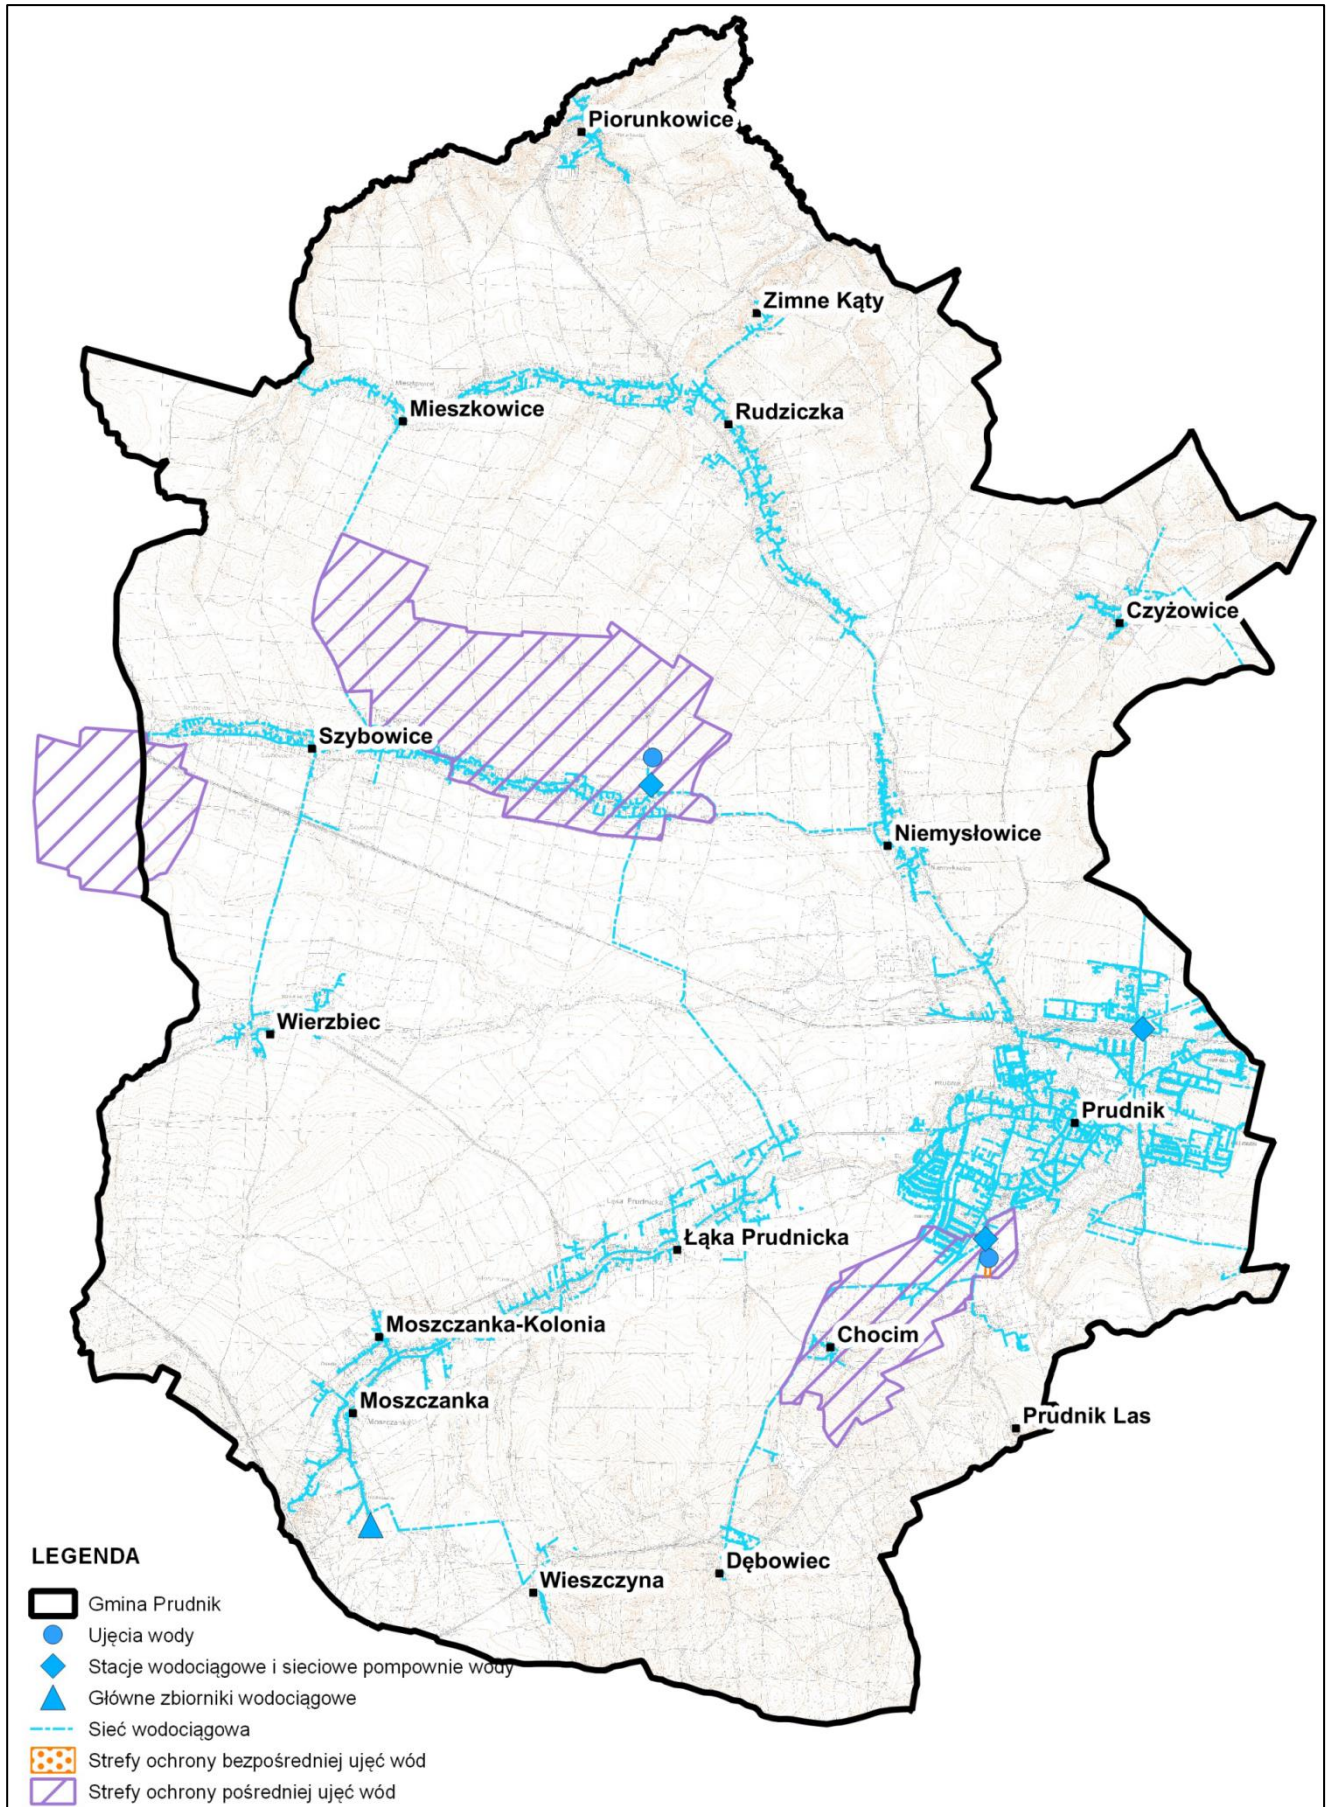 Piorunkowice
Zimne Kąty
Mieszkowice
Rudziczka
Czyżowice
Szybowice
Niemysłowice
Wierzbiec
Prudnik
Łąka Prudnicka
Moszczanka-Kolonia
Chocim
Moszczanka
Prudnik Las
Dębowiec
Wieszczyna
LEGENDA
Gmina Prudnik
Ujęcia wody
Stacje wodociągowe i sieciowe pompownie wody
Główne zbiorniki wodociągowe
Sieć wodociągowa
Strefy ochrony bezpośredniej ujęć wód
Strefy ochrony pośredniej ujęć wód